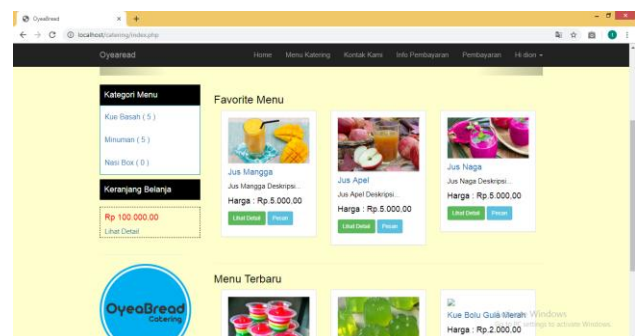 OyeaBread
localhost/catering/index.php
Oyearead
Home Menu Katering Kontak Kami Info Pembayaran Pembayaran Hi dion
Kategori Menu
Kue Basah ( 5 )
Minuman ( 5 )
Nasi Box ( 0 )
Keranjang Belanja
Rp 100.000,00
Lihat Detail
OyeaBread
Catering
Favorite Menu
Jus Mangga
Jus Mangga Deskripsi...
Harga : Rp.5.000,00
Lihat Detail Pesan
Jus Apel
Jus Apel Deskripsi...
Harga : Rp.5.000,00
Lihat Detail Pesan
Jus Naga
Jus Naga Deskripsi...
Harga : Rp.5.000,00
Lihat Detail Pesan
Menu Terbaru
Kue Bolu Gula Merah
Harga : Rp.2.000,00
Windows
settings to activate Windows.